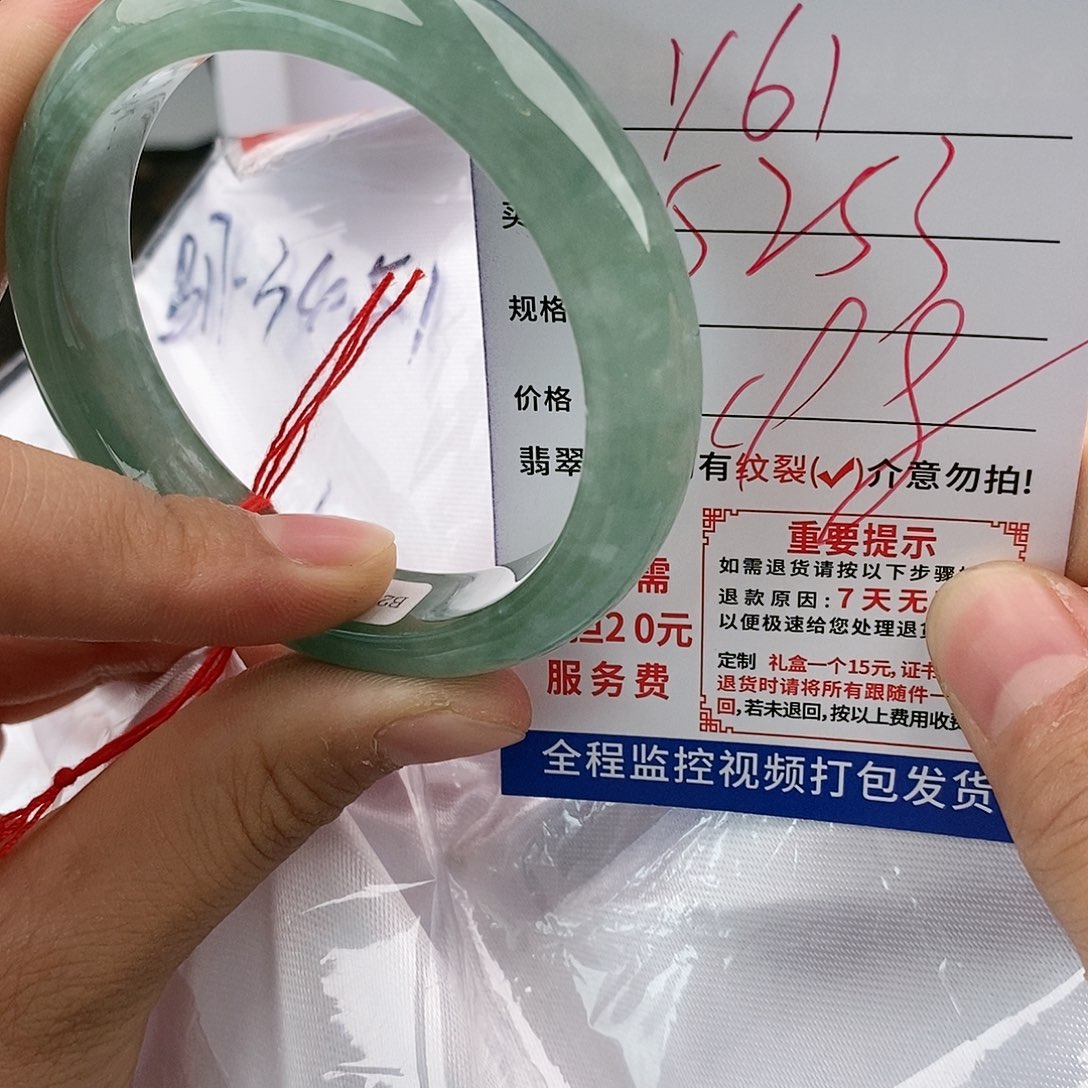 161
5253
规格
价格
翡翠 有纹裂(✓)介意勿拍!
重要提示
如需退货请按以下步骤
退款原因:7天无
以便极速给您处理退
定制 礼盒一个15元,证书
退货时请将所有跟随件一
回,若未退回,按以上费用收费
需
20元
服务费
全程监控视频打包发货